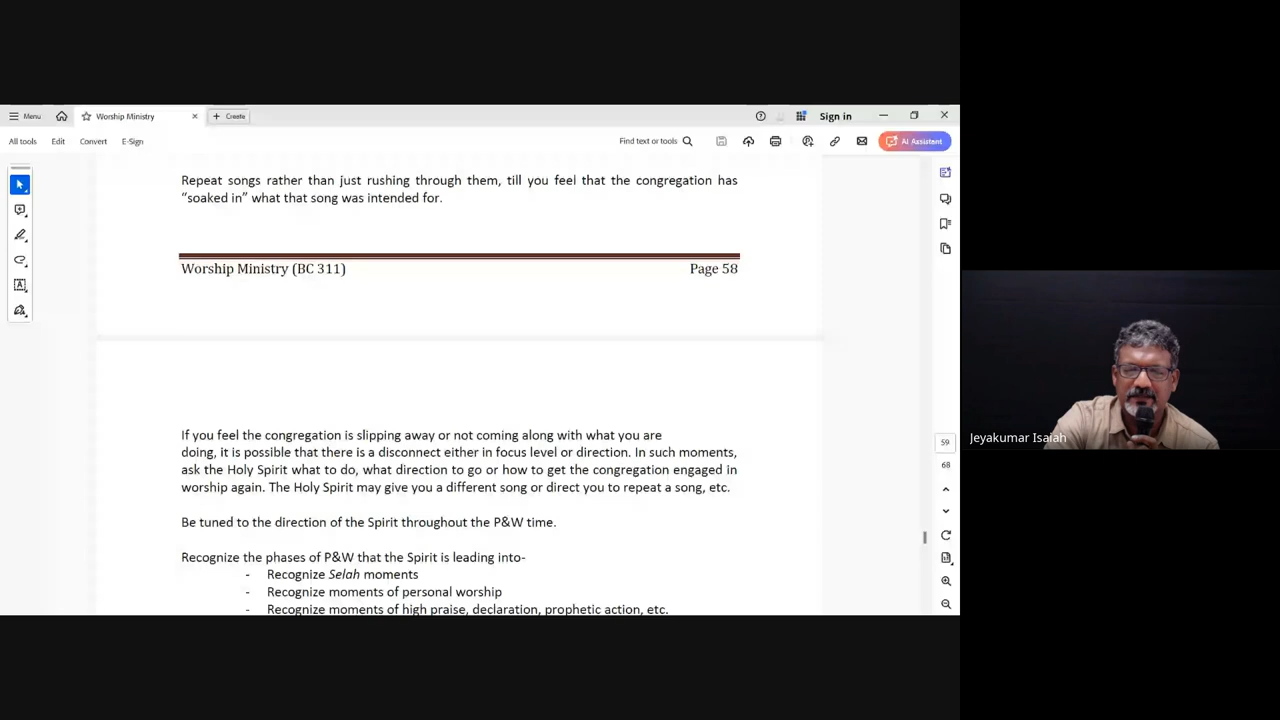 Menu
Worship Ministry
Create
Sign in
All tools
Edit
Convert
E-Sign
Find text or tools
AI Assistant
Repeat songs rather than just rushing through them, till you feel that the congregation has
“soaked in” what that song was intended for.
Worship Ministry (BC 311)
Page 58
If you feel the congregation is slipping away or not coming along with what you are
doing, it is possible that there is a disconnect either in focus level or direction. In such moments,
ask the Holy Spirit what to do, what direction to go or how to get the congregation engaged in
worship again. The Holy Spirit may give you a different song or direct you to repeat a song, etc.
Be tuned to the direction of the Spirit throughout the P&W time.
Recognize the phases of P&W that the Spirit is leading into-
- Recognize Selah moments
- Recognize moments of personal worship
- Recognize moments of high praise, declaration, prophetic action, etc.
59
68
Jeyakumar Isaiah